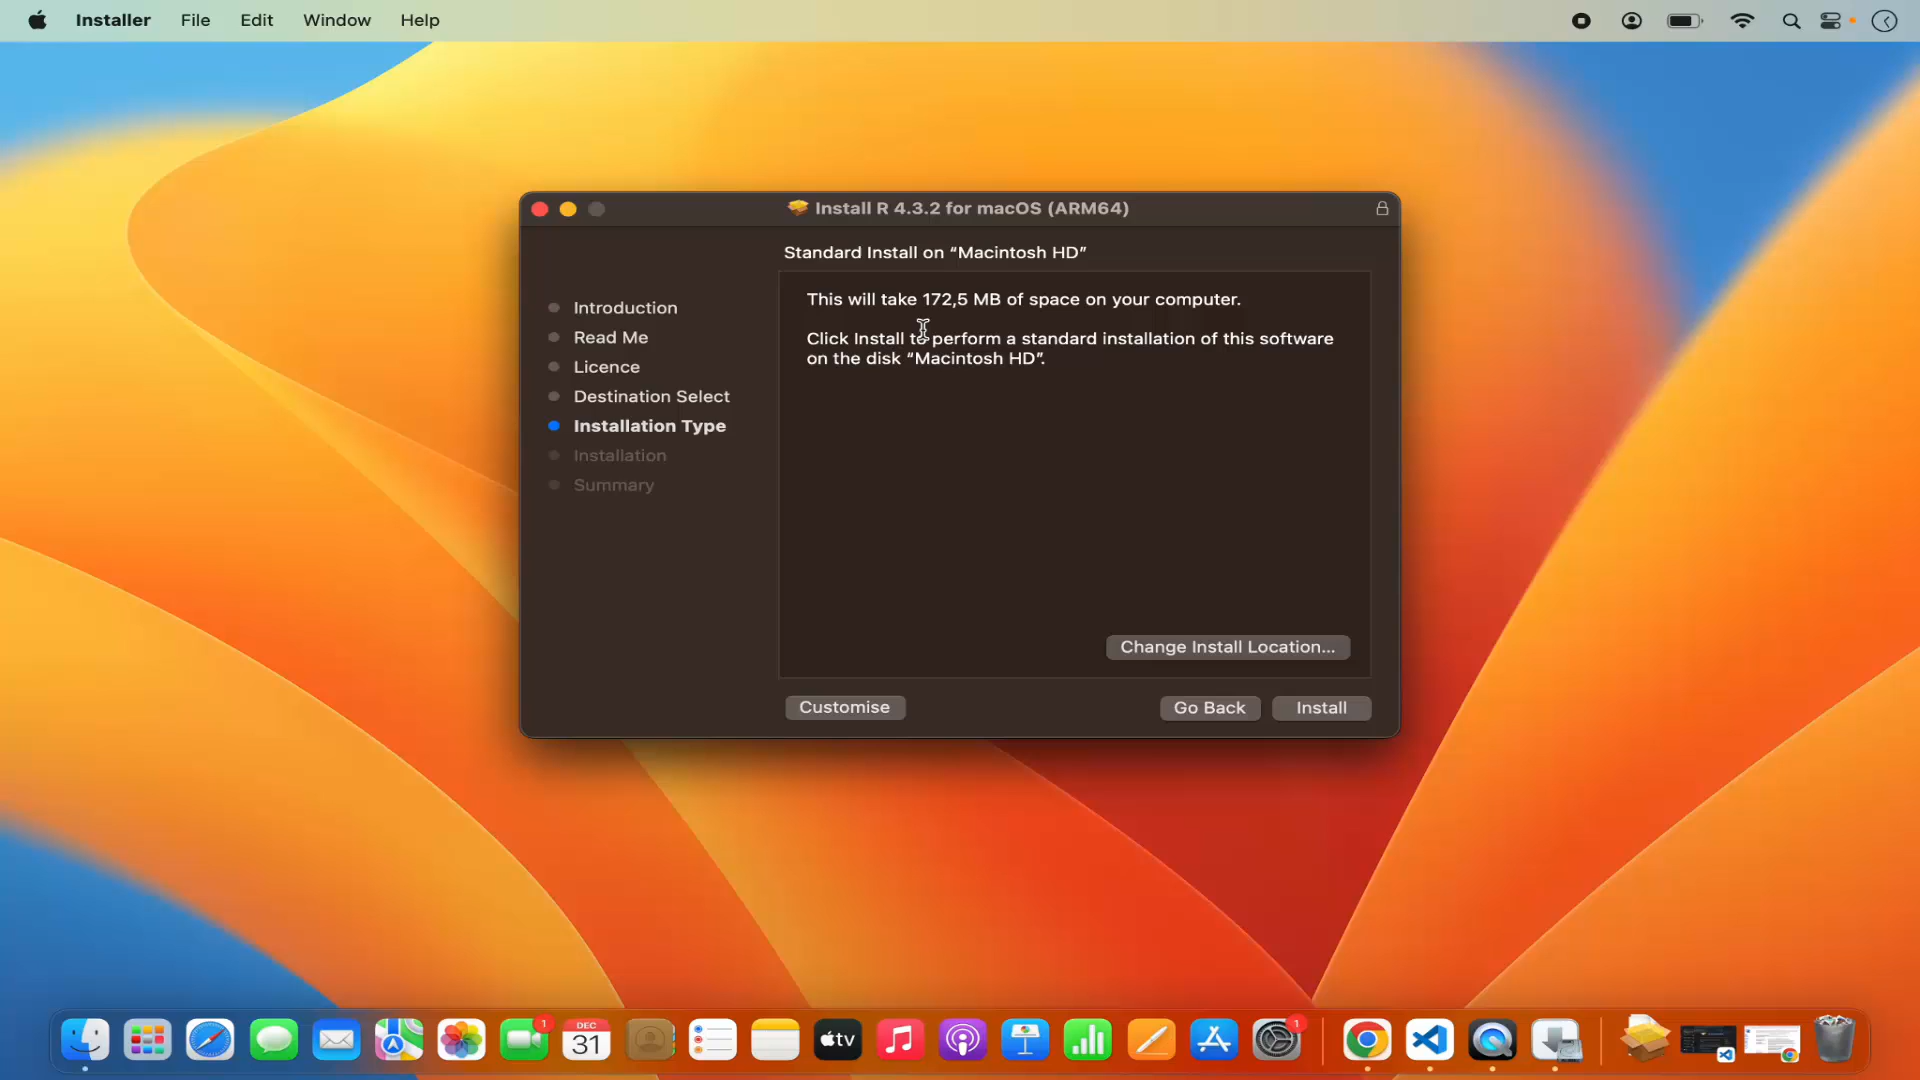 Installer File Edit Window Help
Install R 4.3.2 for macOS (ARM64)
Standard Install on “Macintosh HD”
Introduction
Read Me
Licence
Destination Select
Installation Type
Installation
Summary
This will take 172,5 MB of space on your computer.
Click Install to perform a standard installation of this software
on the disk “Macintosh HD”.
Change Install Location...
Customise
Go Back
Install
1
DEC
31
tv
1